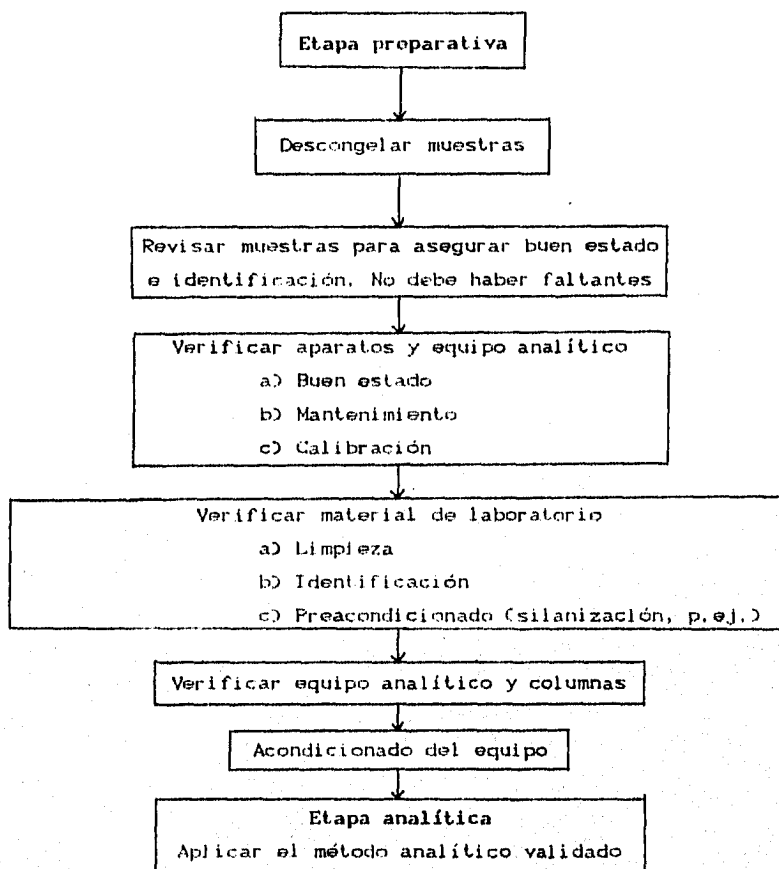 Etapa proparativa
Descongelar muestras
Revisar muestras para asegurar buen estado
e identificación. No debe haber faltantes
Verificar aparatos y equipo analítico
a) Buen estado
b) Mantenimiento
c) Calibración
Verificar material de laboratorio
a) Limpieza
b) Identificación
c) Preacondicionado (silanización, p.ej.)
Verificar equipo analítico y columnas
Acondicionado del equipo
Etapa analítica
Aplicar el método analítico validado